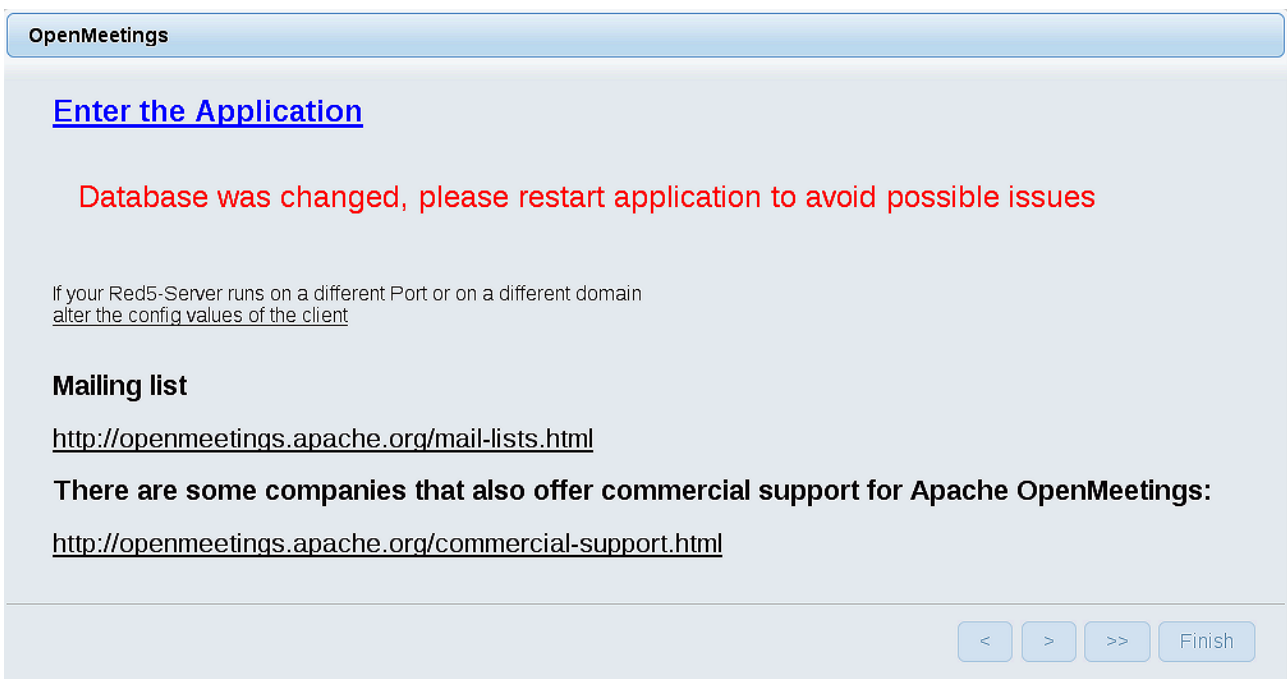 OpenMeetings
Enter the Application
Database was changed, please restart application to avoid possible issues
If your Red5-Server runs on a different Port or on a different domain
alter the config values of the client
Mailing list
http://openmeetings.apache.org/mail-lists.html
There are some companies that also offer commercial support for Apache OpenMeetings:
http://openmeetings.apache.org/commercial-support.html
< > >> Finish